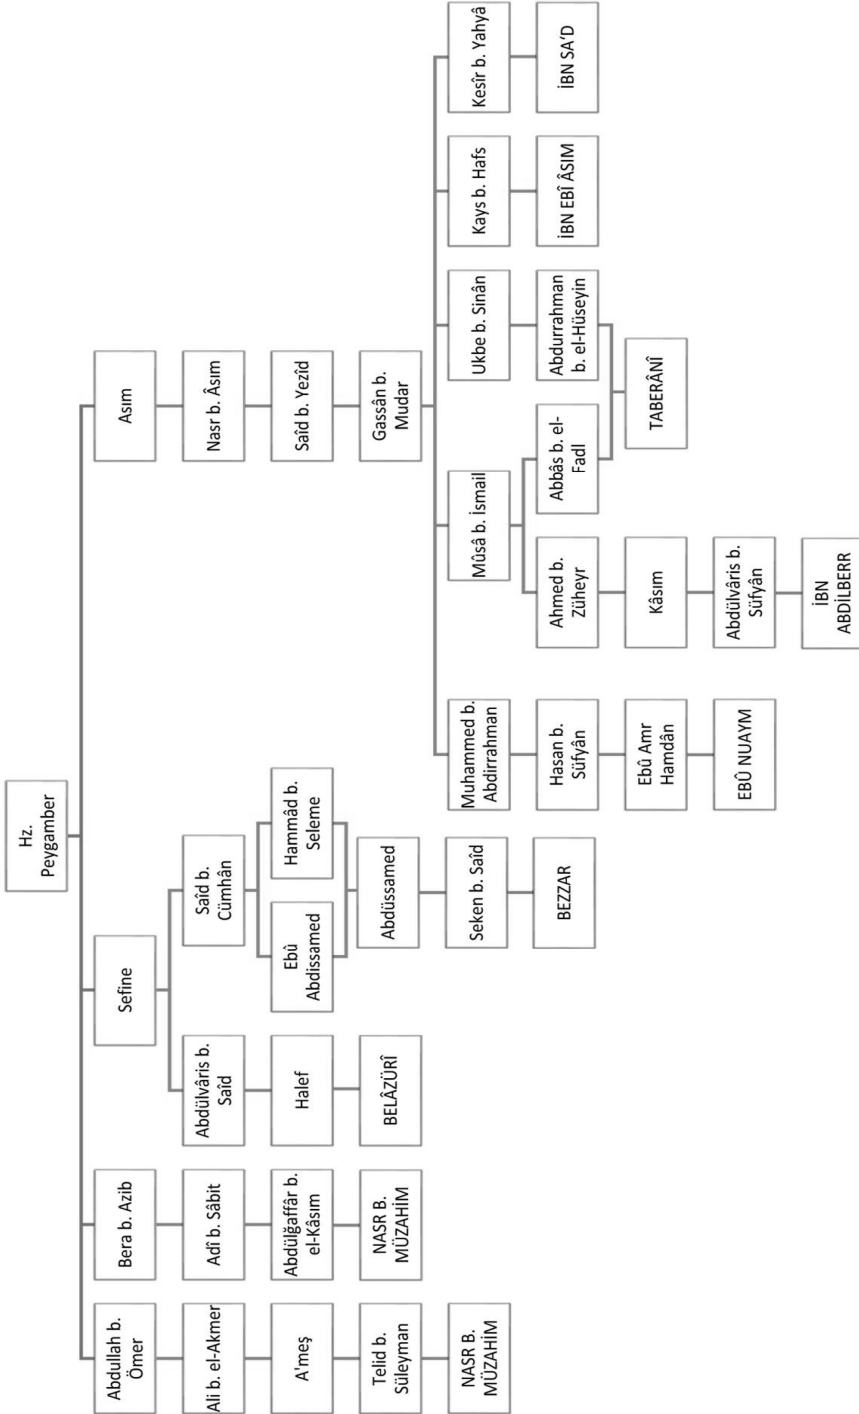 Hz.
Peygamber
Abdullah b.
Ömer
Ali b. el-Akmer
A'meş
Telid b.
Süleyman
NASR B.
MÜZAHİM
Bera b. Azib
Adî b. Sâbit
Abdülğaffâr b.
el-Kâsım
NASR B.
MÜZAHİM
Sefine
Abdülvâris b.
Saîd
Halef
BELÂZÜRÎ
Saîd b.
Cümhân
Ebû
Abdissamed
Hammâd b.
Seleme
Abdüssamed
Seken b. Saîd
BEZZAR
Asım
Nasr b. Âsım
Saîd b. Yezîd
Gassân b.
Mudar
Muhammed b.
Abdirrahman
Hasan b.
Süfyân
Ebû Amr
Hamdân
EBÛ NUAYM
Mûsâ b. İsmail
Ahmed b.
Züheyr
Kâsım
Abdülvâris b.
Süfyân
İBN
ABDİLBERR
Abbâs b. el-
Fadl
Ukbe b. Sinân
Abdurrahman
b. el-Hüseyin
TABERÂNÎ
Kays b. Hafs
İBN EBÎ ÂSIM
Kesîr b. Yahyâ
İBN SA'D